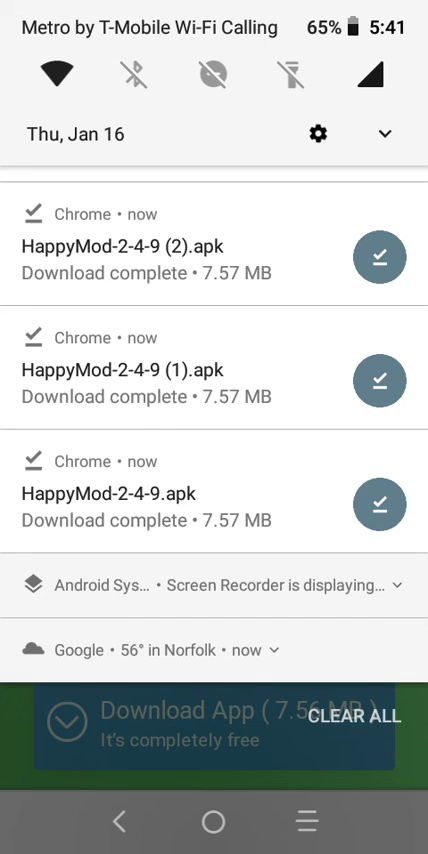 Metro by T-Mobile Wi-Fi Calling 65% 5:41
Thu, Jan 16
Chrome • now
HappyMod-2-4-9 (2).apk
Download complete • 7.57 MB
Chrome • now
HappyMod-2-4-9 (1).apk
Download complete • 7.57 MB
Chrome • now
HappyMod-2-4-9.apk
Download complete • 7.57 MB
Android Sys... • Screen Recorder is displaying...
Google • 56° in Norfolk • now
Download App ( 7.56 MB )
CLEAR ALL
It's completely free